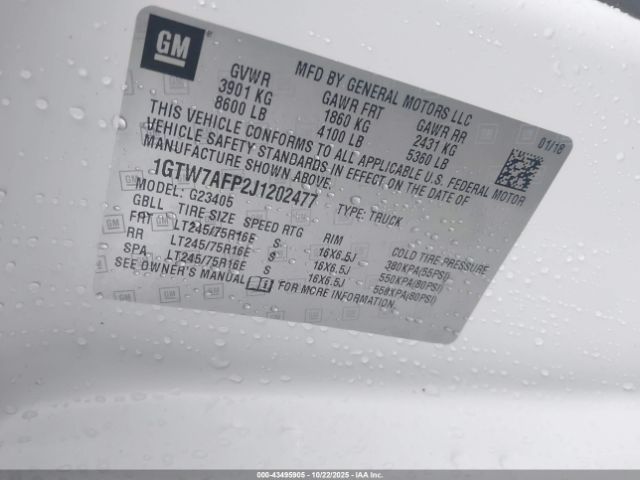 GM
MFD BY GENERAL MOTORS LLC
01/18
GVWR GAWR FRT GAWR RR
3901 KG 1860 KG 2431 KG
8600 LB 4100 LB 5360 LB
THIS VEHICLE CONFORMS TO ALL APPLICABLE U.S. FEDERAL MOTOR
VEHICLE SAFETY STANDARDS IN EFFECT ON THE DATE OF
MANUFACTURE SHOWN ABOVE.
1GTW7AFP2J1202477 TYPE: TRUCK
MODEL: G23405
GBLL TIRE SIZE SPEED RTG RIM COLD TIRE PRESSURE
FRT LT245/75R16E S 16X6.5J 380KPA(55PSI)
RR LT245/75R16E S 16X6.5J 550KPA(80PSI)
SPA LT245/75R16E S 16X6.5J 550KPA(80PSI)
SEE OWNER'S MANUAL FOR MORE INFORMATION.
000-43495905 - 10/22/2025 - ©IAA Inc.